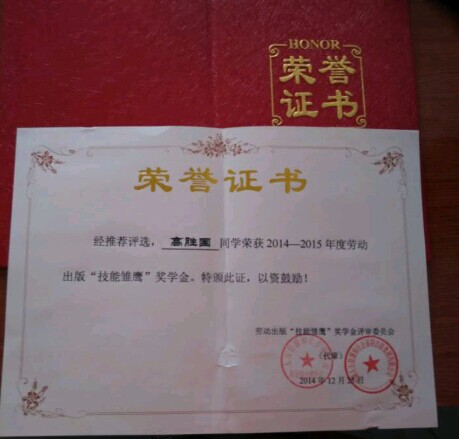 HONOR
荣誉
证书
荣誉证书
经推荐评选，高胜国同学荣获2014—2015年度劳动
出版“技能雏鹰”奖学金。特颁此证，以资鼓励！
劳动出版“技能雏鹰”奖学金评审委员会
（代章）
2014年12月25日